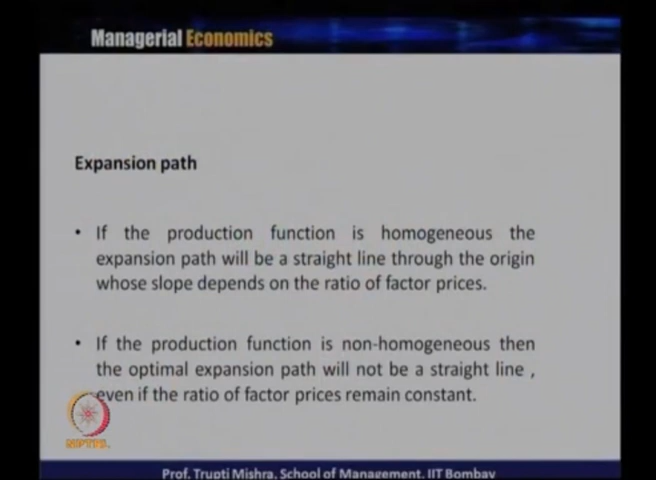 Managerial Economics
Expansion path
• If the production function is homogeneous the
expansion path will be a straight line through the origin
whose slope depends on the ratio of factor prices.
• If the production function is non-homogeneous then
the optimal expansion path will not be a straight line ,
even if the ratio of factor prices remain constant.
NPTEL
Prof. Trupti Mishra, School of Management, IIT Bombay